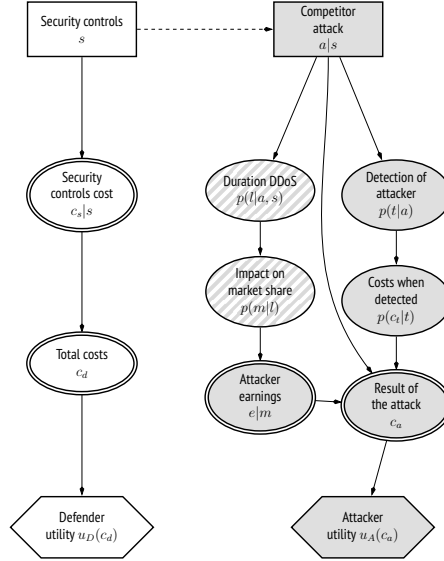 Security controls
s
Competitor
attack
a|s
Security
controls cost
c_s|s
Duration DDoS
p(l|a, s)
Detection of
attacker
p(t|a)
Impact on
market share
p(m|l)
Costs when
detected
p(c_t|t)
Total costs
c_d
Attacker
earnings
e|m
Result of
the attack
c_a
Defender
utility u_D(c_d)
Attacker
utility u_A(c_a)